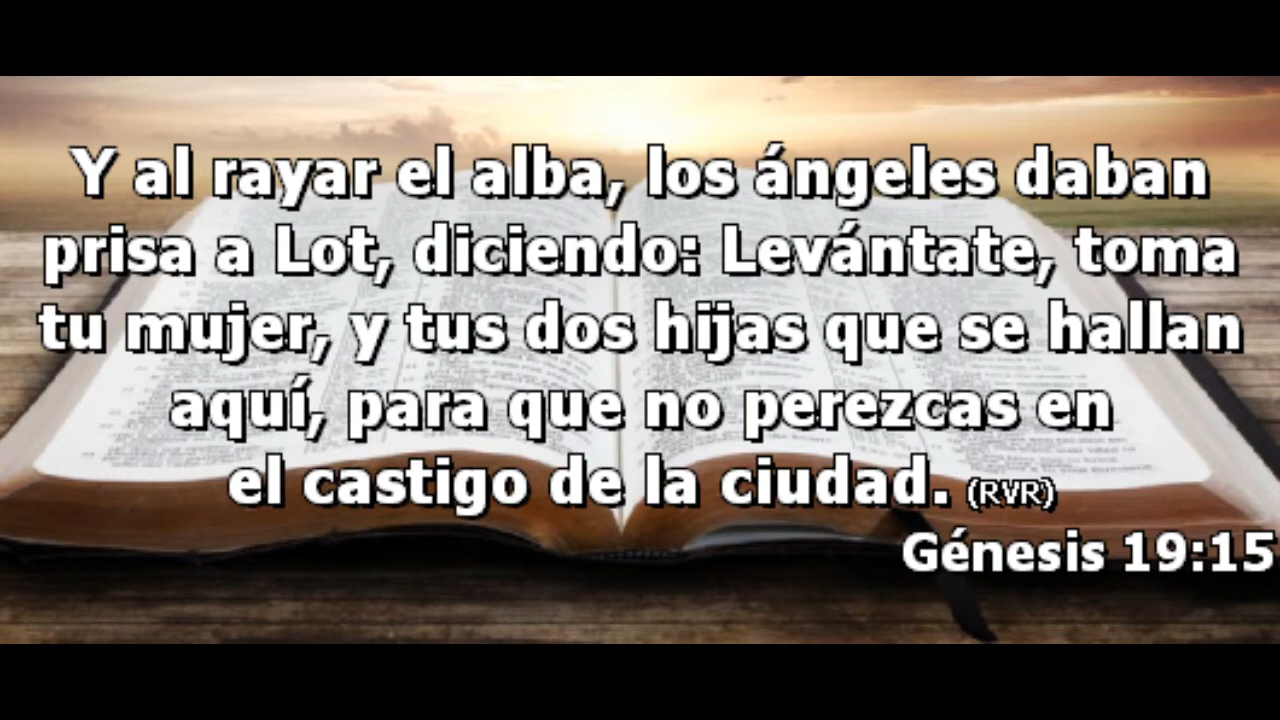 Y al rayar el alba, los ángeles daban
prisa a Lot, diciendo: Levántate, toma
tu mujer, y tus dos hijas que se hallan
aquí, para que no perezcas en
el castigo de la ciudad. (RVR)
Génesis 19:15